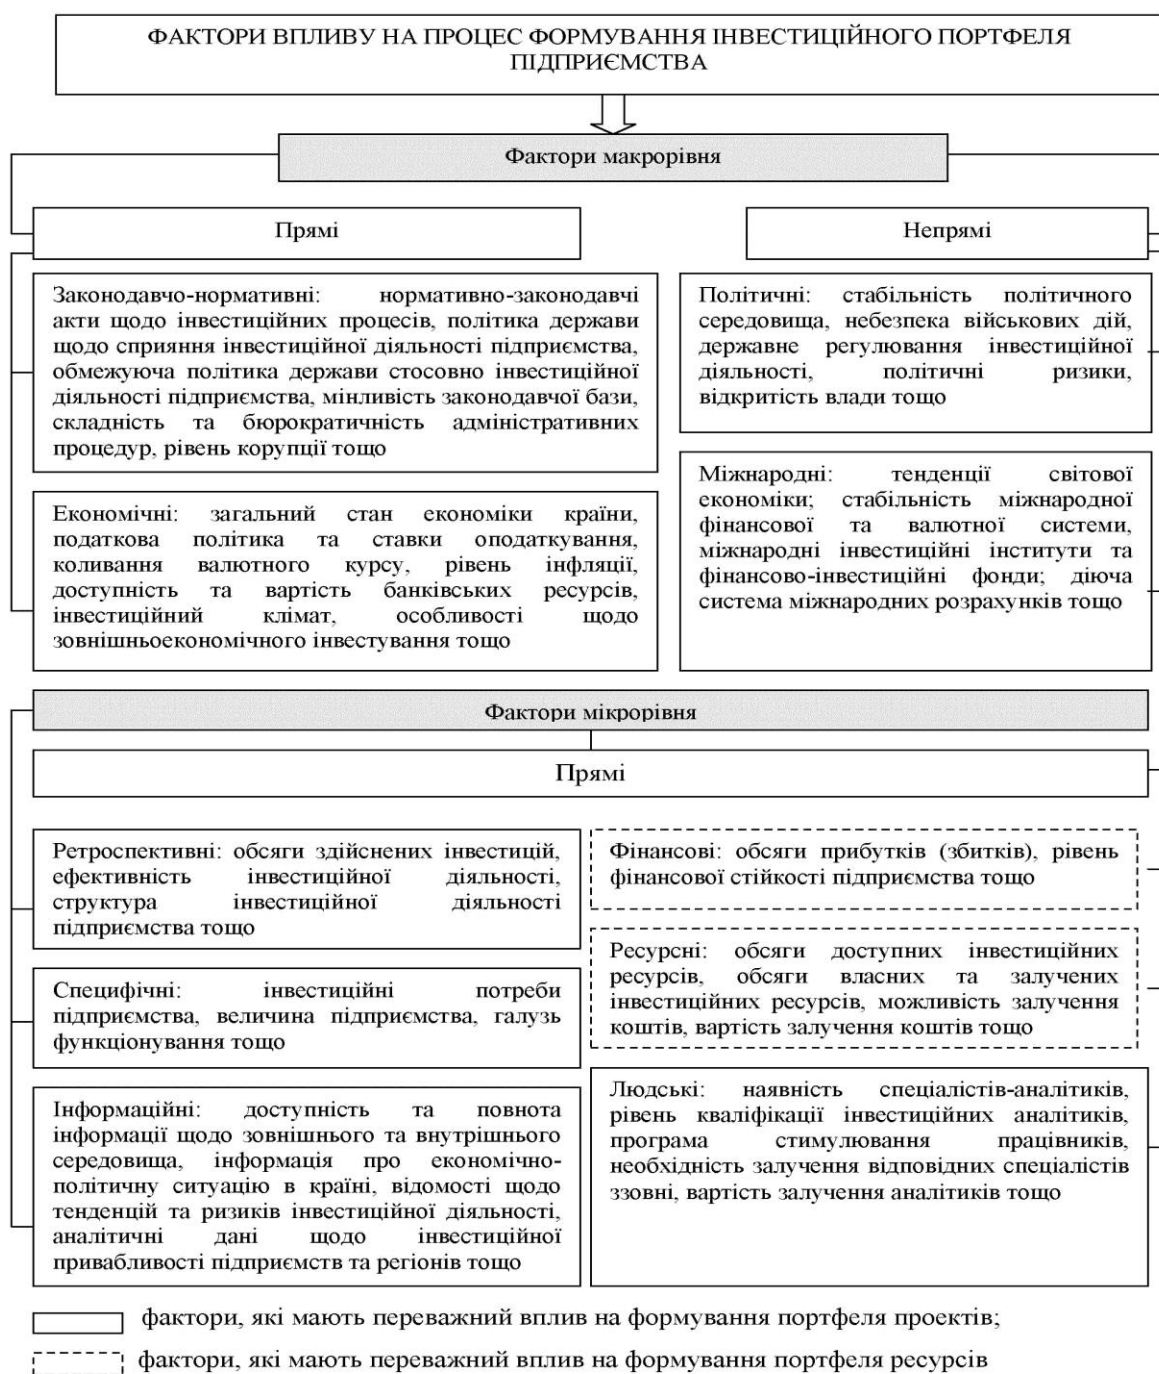 ФАКТОРИ ВПЛИВУ НА ПРОЦЕС ФОРМУВАННЯ ІНВЕСТИЦІЙНОГО ПОРТФЕЛЯ
ПІДПРИЄМСТВА
Фактори макрорівня
Прямі
Непрямі
Законодавчо-нормативні: нормативно-законодавчі
акти щодо інвестиційних процесів, політика держави
щодо сприяння інвестиційної діяльності підприємства,
обмежуюча політика держави стосовно інвестиційної
діяльності підприємства, мінливість законодавчої бази,
складність та бюрократичність адміністративних
процедур, рівень корупції тощо
Політичні: стабільність політичного
середовища, небезпека військових дій,
державне регулювання інвестиційної
діяльності, політичні ризики,
відкритість влади тощо
Економічні: загальний стан економіки країни,
податкова політика та ставки оподаткування,
коливання валютного курсу, рівень інфляції,
доступність та вартість банківських ресурсів,
інвестиційний клімат, особливості щодо
зовнішньоекономічного інвестування тощо
Міжнародні: тенденції світової
економіки; стабільність міжнародної
фінансової та валютної системи,
міжнародні інвестиційні інститути та
фінансово-інвестиційні фонди; діюча
система міжнародних розрахунків тощо
Фактори мікрорівня
Прямі
Ретроспективні: обсяги здійснених інвестицій,
ефективність інвестиційної діяльності,
структура інвестиційної діяльності
підприємства тощо
Фінансові: обсяги прибутків (збитків), рівень
фінансової стійкості підприємства тощо
Ресурсні: обсяги доступних інвестиційних
ресурсів, обсяги власних та залучених
інвестиційних ресурсів, можливість залучення
коштів, вартість залучення коштів тощо
Специфічні: інвестиційні потреби
підприємства, величина підприємства, галузь
функціонування тощо
Інформаційні: доступність та повнота
інформації щодо зовнішнього та внутрішнього
середовища, інформація про економічно-
політичну ситуацію в країні, відомості щодо
тенденцій та ризиків інвестиційної діяльності,
аналітичні дані щодо інвестиційної
привабливості підприємств та регіонів тощо
Людські: наявність спеціалістів-аналітиків,
рівень кваліфікації інвестиційних аналітиків,
програма стимулювання працівників,
необхідність залучення відповідних спеціалістів
ззовні, вартість залучення аналітиків тощо
фактори, які мають переважний вплив на формування портфеля проектів;
фактори, які мають переважний вплив на формування портфеля ресурсів